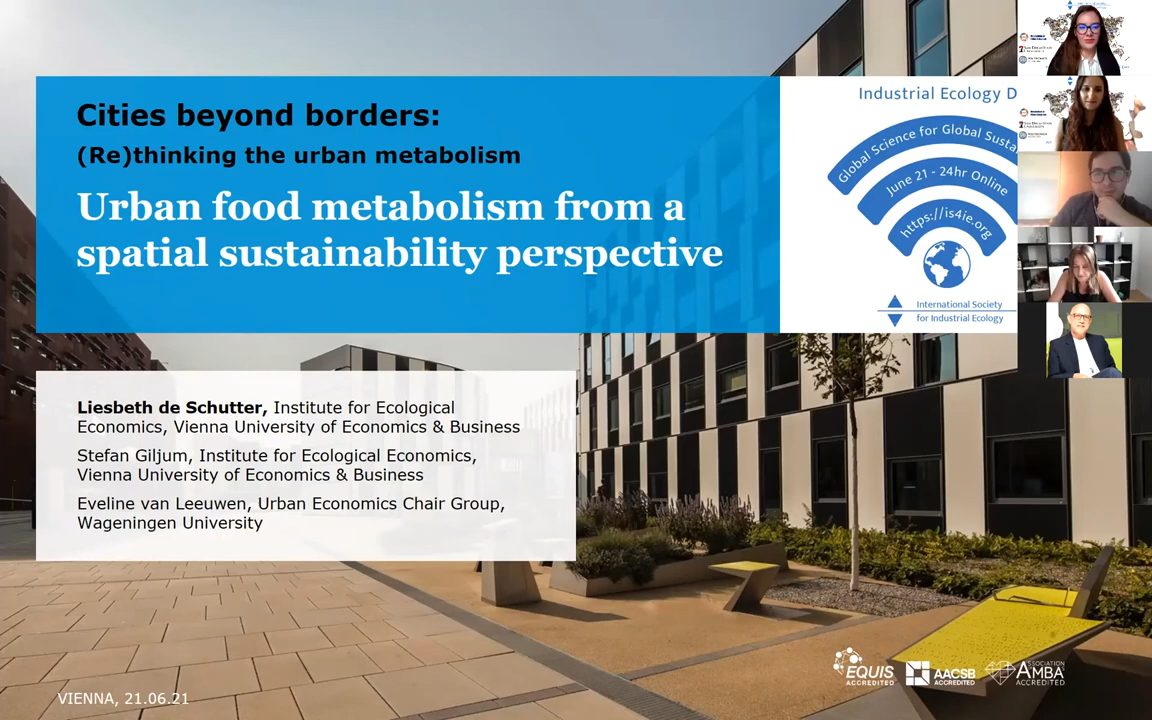 Cities beyond borders:
(Re)thinking the urban metabolism
Urban food metabolism from a
spatial sustainability perspective
Industrial Ecology D
Global Science for Global Susta
June 21 - 24hr Online
https://is4ie.org
International Society
for Industrial Ecology
Liesbeth de Schutter, Institute for Ecological
Economics, Vienna University of Economics & Business
Stefan Giljum, Institute for Ecological Economics,
Vienna University of Economics & Business
Eveline van Leeuwen, Urban Economics Chair Group,
Wageningen University
VIENNA, 21.06.21
EQUIS
ACCREDITED
AACSB
ACCREDITED
ASSOCIATION
AMBA
ACCREDITED